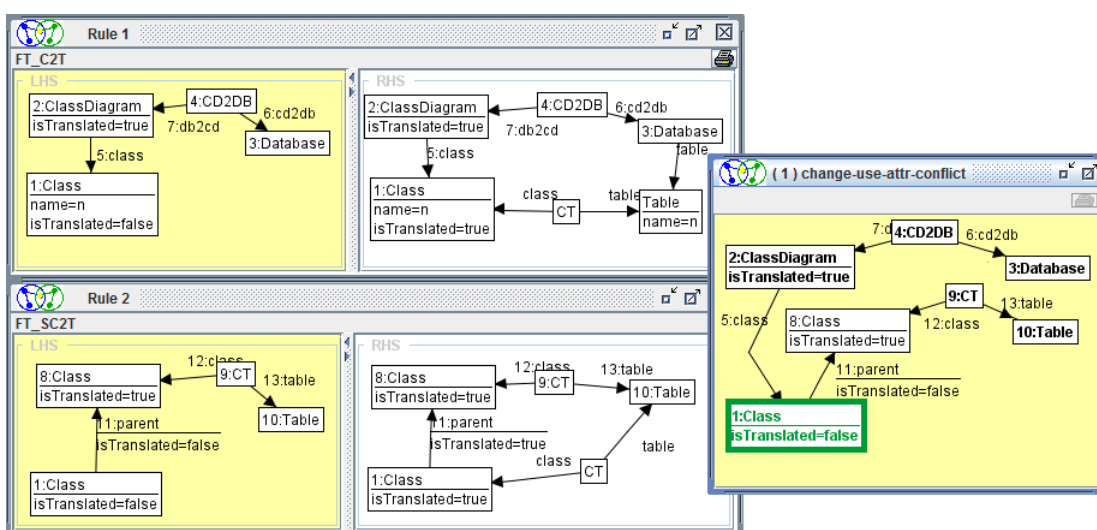 Rule 1
FT_C2T
LHS
2:ClassDiagram
isTranslated=true
4:CD2DB
7:db2cd
6:cd2db
3:Database
5:class
1:Class
name=n
isTranslated=false
RHS
2:ClassDiagram
isTranslated=true
4:CD2DB
7:db2cd
6:cd2db
3:Database
5:class
table
1:Class
name=n
isTranslated=true
class
CT
table
Table
name=n
Rule 2
FT_SC2T
LHS
12:class
8:Class
isTranslated=true
9:CT
13:table
10:Table
11:parent
isTranslated=false
1:Class
isTranslated=false
RHS
12:class
8:Class
isTranslated=true
9:CT
13:table
10:Table
11:parent
isTranslated=true
class
CT
table
1:Class
isTranslated=true
( 1 ) change-use-attr-conflict
7:d
4:CD2DB
6:cd2db
2:ClassDiagram
isTranslated=true
3:Database
5:class
9:CT
13:table
8:Class
isTranslated=true
12:class
10:Table
11:parent
isTranslated=false
1:Class
isTranslated=false